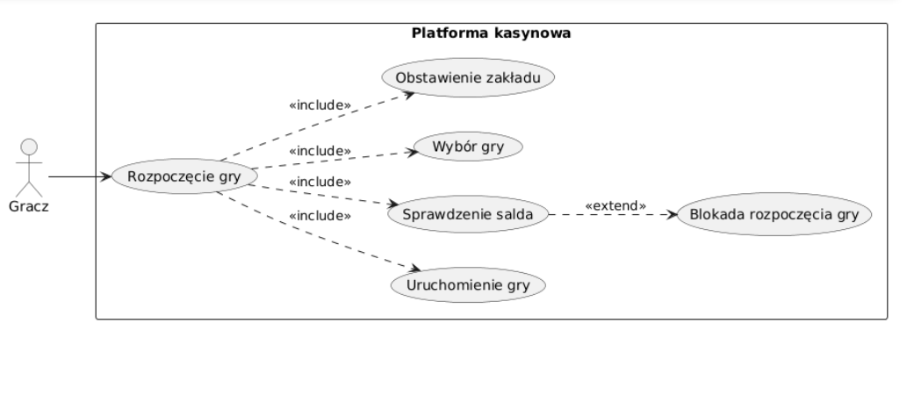 Platforma kasynowa
Obstawienie zakładu
«include»
Wybór gry
«include»
Rozpoczęcie gry
«include»
Sprawdzenie salda
«extend»
Blokada rozpoczęcia gry
Gracz
«include»
Uruchomienie gry